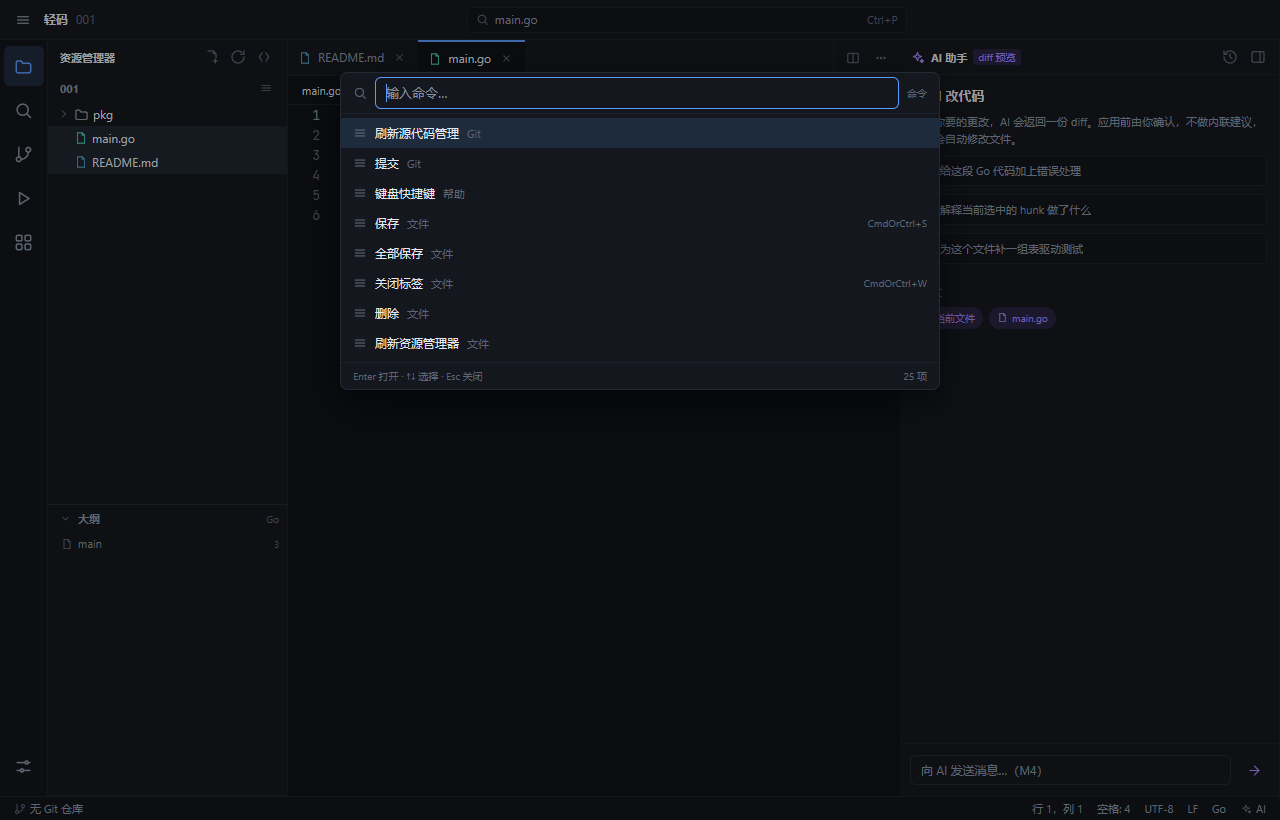 轻码 001
main.go Ctrl+P
资源管理器
001
pkg
main.go
README.md
大纲 Go
main 3
README.md
main.go
main.go
1
2
3
4
5
6
输入命令... 命令
刷新源代码管理 Git
提交 Git
键盘快捷键 帮助
保存 文件 CmdOrCtrl+S
全部保存 文件
关闭标签 文件 CmdOrCtrl+W
删除 文件
刷新资源管理器 文件
Enter 打开 · ↑↓ 选择 · Esc 关闭 25 项
AI 助手 diff 预览
改代码
要的更改，AI 会返回一份 diff。应用前由你确认，不做内联建议，
会自动修改文件。
给这段 Go 代码加上错误处理
解释当前选中的 hunk 做了什么
为这个文件补一组表驱动测试
当前文件 main.go
向 AI 发送消息... (M4)
无 Git 仓库
行 1，列 1 空格: 4 UTF-8 LF Go AI